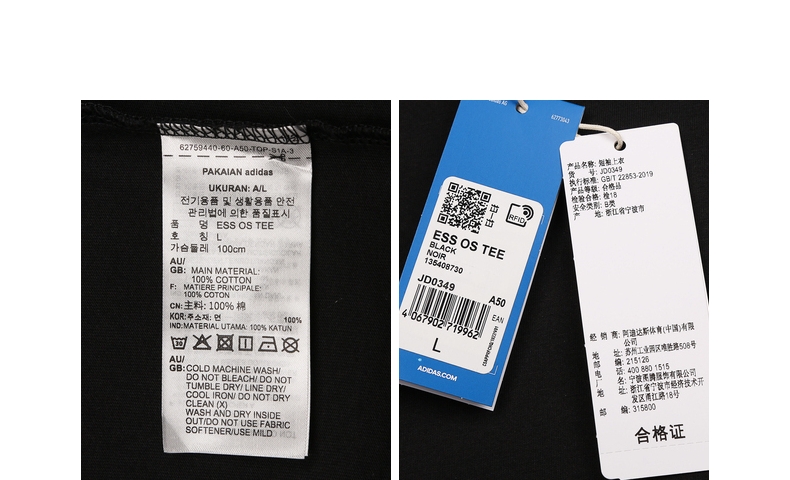 62759440-60-A50-TOP-S1A-3
PAKAIAN adidas
UKURAN: A/L
전기용품 및 생활용품 안전
관리법에 의한 품질표시
품 명 ESS OS TEE
호 칭 L
가슴둘레 100cm
AU/
GB: MAIN MATERIAL:
100% COTTON
F: MATIERE PRINCIPALE:
100% COTON
CN: 主料: 100% 棉
KOR: 주소재: 면 100%
IND: MATERIAL UTAMA: 100% KATUN
AU/
GB: COLD MACHINE WASH/
DO NOT BLEACH/ DO NOT
TUMBLE DRY/ LINE DRY/
COOL IRON/ DO NOT DRY
CLEAN (X)
WASH AND DRY INSIDE
OUT/DO NOT USE FABRIC
SOFTENER/USE MILD
62773043
RFID
ESS OS TEE
BLACK
NOIR
135408730
JD0349
A50
EAN
4 067902 719962
L
ADIDAS.COM
产品名称: 短袖上衣
货 号: JD0349
执行标准: GB/T 22853-2019
产品等级: 合格品
检验合格: 检18
安全类别: B类
产 地: 浙江省宁波市
经 销 商: 阿迪达斯体育(中国)有限
公司
地 址: 苏州工业园区唯胜路508号
邮 编: 215126
电 话: 400 880 1515
厂 名: 宁波甬腾服饰有限公司
地 址: 浙江省宁波市经济技术开
发区甬江路18号
邮 编: 315800
合格证